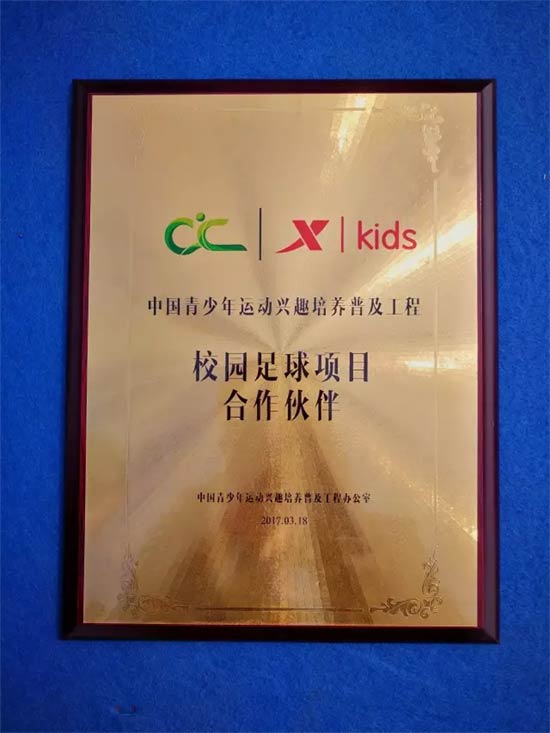 CJC | X | kids
中国青少年运动兴趣培养普及工程
校园足球项目
合作伙伴
中国青少年运动兴趣培养普及工程办公室
2017.03.18